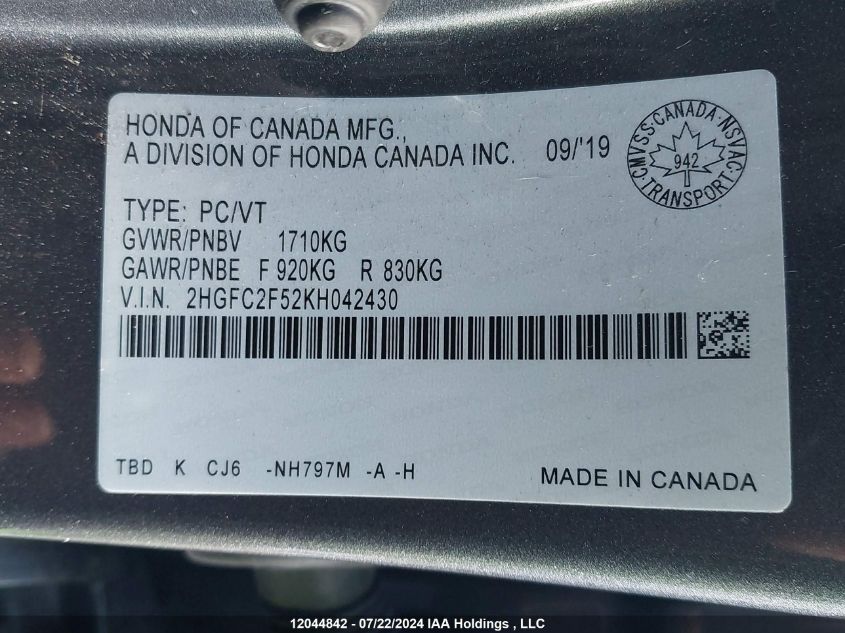 HONDA OF CANADA MFG.,
A DIVISION OF HONDA CANADA INC. 09/'19
CMVSS·CANADA·NSVAC·TRANSPORT·
942
TYPE: PC/VT
GVWR/PNBV 1710KG
GAWR/PNBE F 920KG R 830KG
V.I.N. 2HGFC2F52KH042430
TBD K CJ6 -NH797M -A -H
MADE IN CANADA
12044842 - 07/22/2024 IAA Holdings , LLC